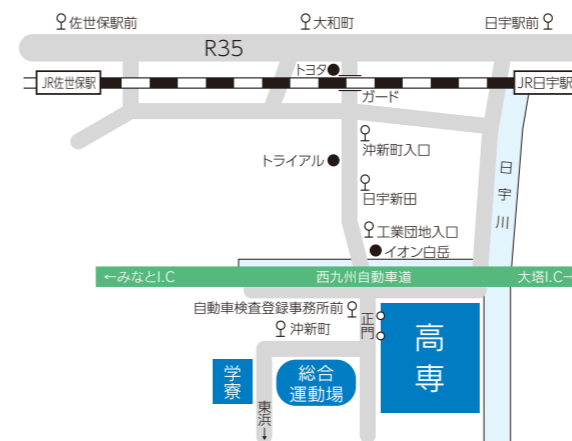 佐世保駅前
大和町
日宇駅前
R35
トヨタ
JR佐世保駅
JR日宇駅
ガード
沖新町入口
トライアル
日宇川
日宇新田
工業団地入口
イオン白岳
←みなとI.C
西九州自動車道
大塔I.C→
自動車検査登録事務所前
正門
沖新町
高専
学寮
総合
運動場
東浜→